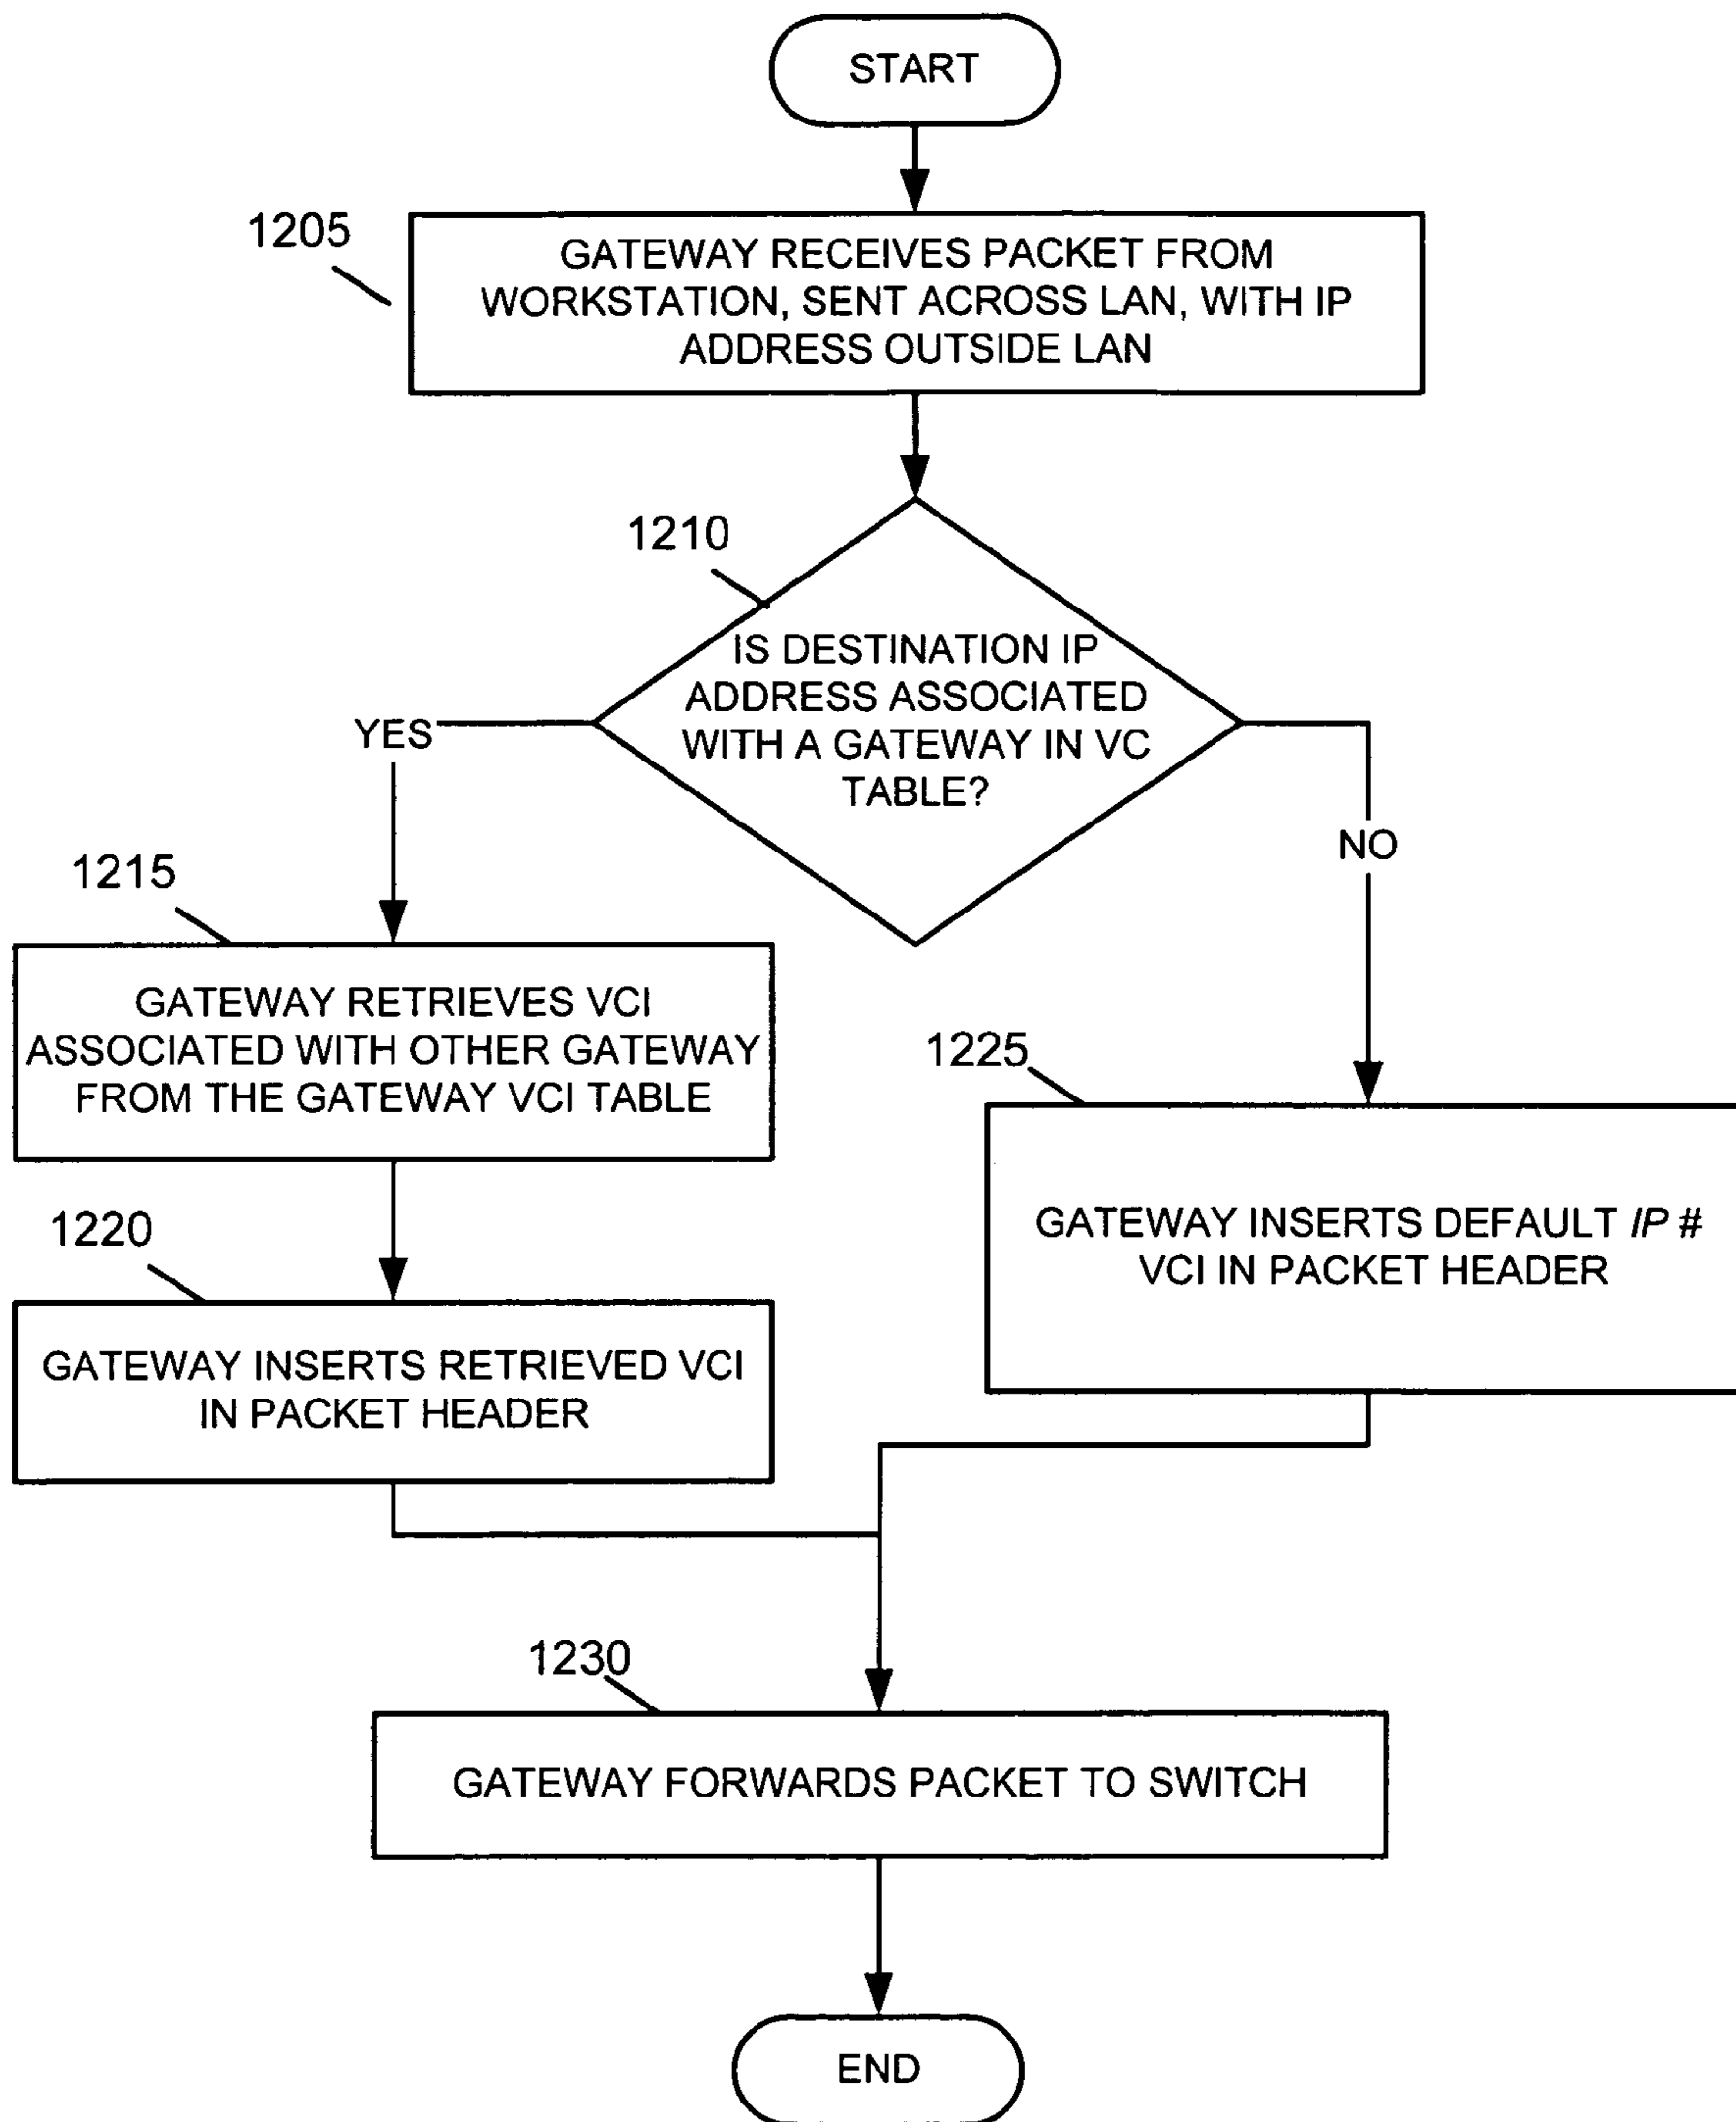 START
1205
GATEWAY RECEIVES PACKET FROM
WORKSTATION, SENT ACROSS LAN, WITH IP
ADDRESS OUTSIDE LAN
1210
IS DESTINATION IP
ADDRESS ASSOCIATED
WITH A GATEWAY IN VC
TABLE?
YES
NO
1215
GATEWAY RETRIEVES VCI
ASSOCIATED WITH OTHER GATEWAY
FROM THE GATEWAY VCI TABLE
1220
GATEWAY INSERTS RETRIEVED VCI
IN PACKET HEADER
1225
GATEWAY INSERTS DEFAULT IP #
VCI IN PACKET HEADER
1230
GATEWAY FORWARDS PACKET TO SWITCH
END